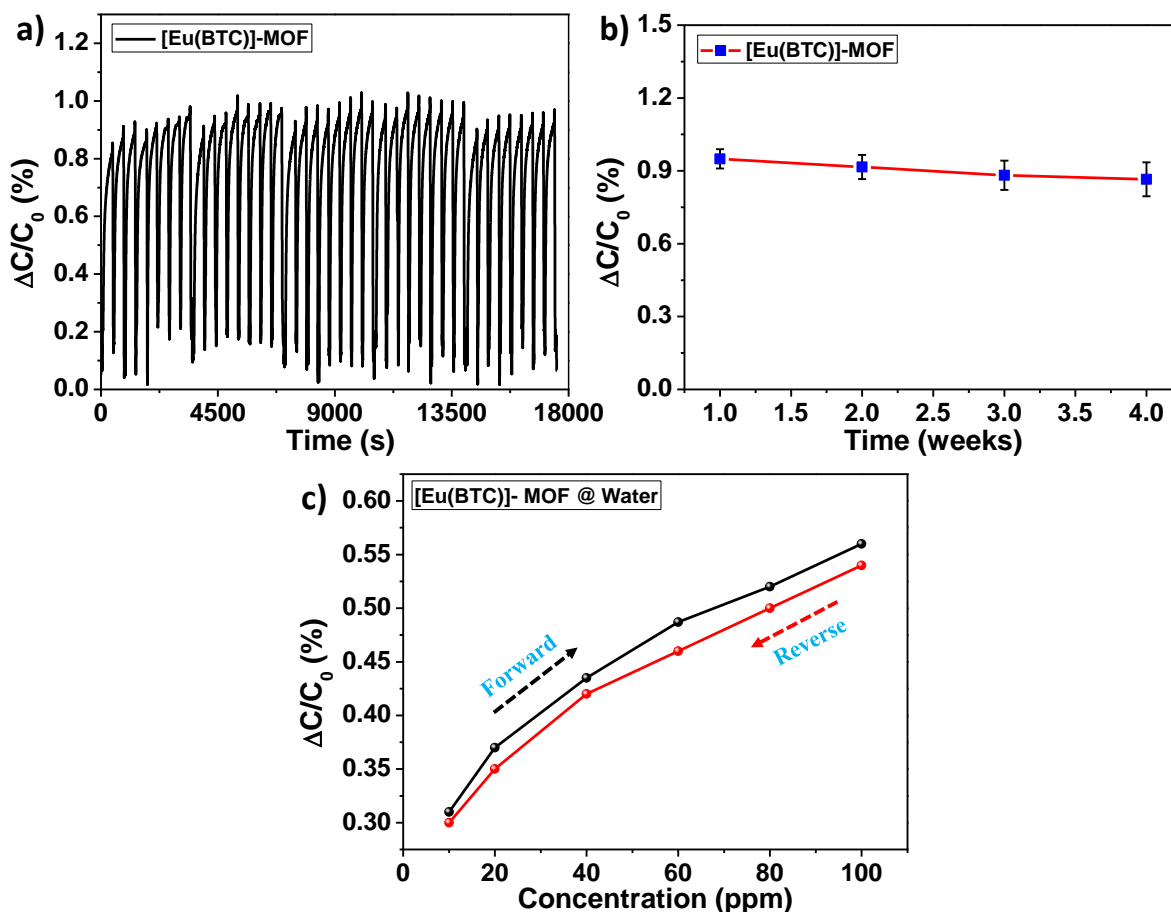 a)
[Eu(BTC)]-MOF
ΔC/C0 (%)
1.2
1.0
0.8
0.6
0.4
0.2
0.0
0 4500 9000 13500 18000
Time (s)
b)
[Eu(BTC)]-MOF
ΔC/C0 (%)
1.5
1.2
0.9
0.6
0.3
0.0
1.0 1.5 2.0 2.5 3.0 3.5 4.0
Time (weeks)
c)
[Eu(BTC)]- MOF @ Water
ΔC/C0 (%)
0.60
0.55
0.50
0.45
0.40
0.35
0.30
Forward
Reverse
0 20 40 60 80 100
Concentration (ppm)